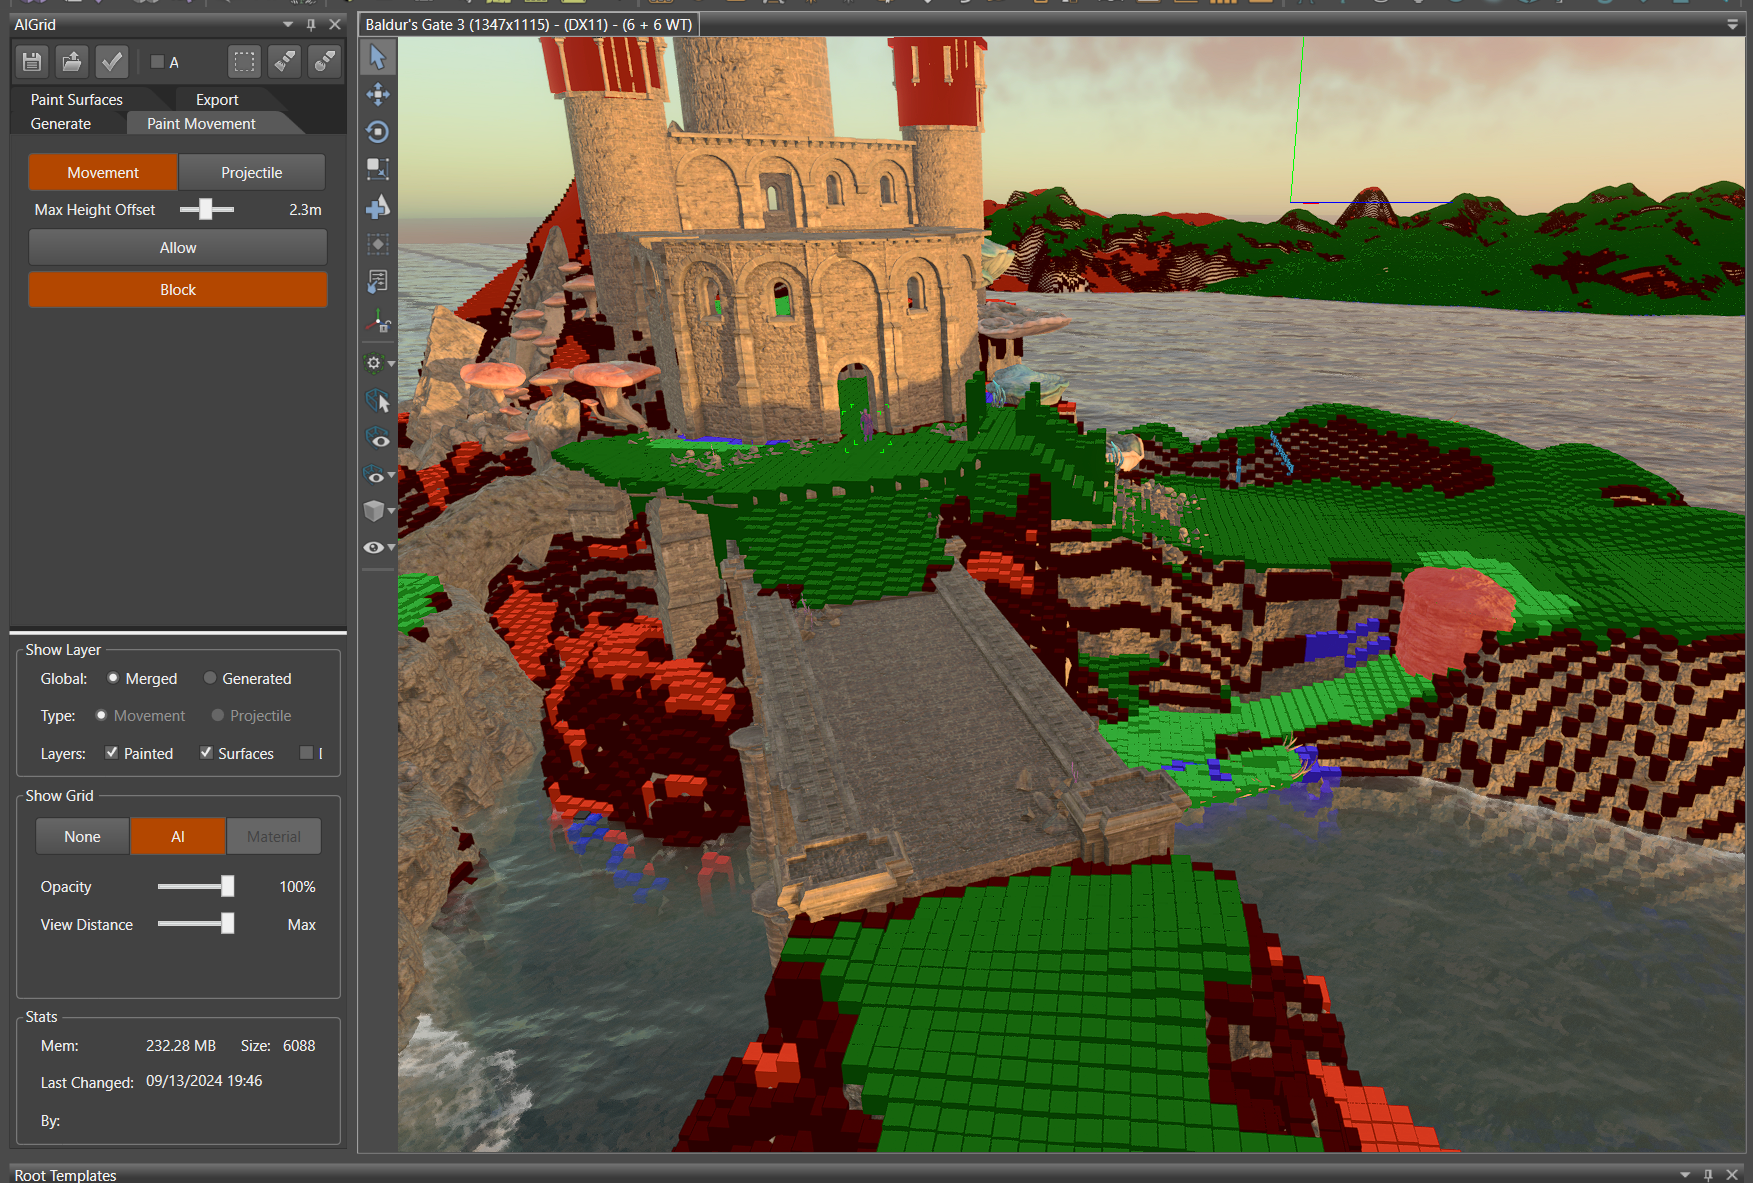 AIGrid
Baldur's Gate 3 (1347x1115) - (DX11) - (6 + 6 WT)
A
Paint Surfaces Export
Generate Paint Movement
Movement Projectile
Max Height Offset 2.3m
Allow
Block
Show Layer
Global: Merged Generated
Type: Movement Projectile
Layers: Painted Surfaces
Show Grid
None AI Material
Opacity 100%
View Distance Max
Stats
Mem: 232.28 MB Size: 6088
Last Changed: 09/13/2024 19:46
By:
Root Templates